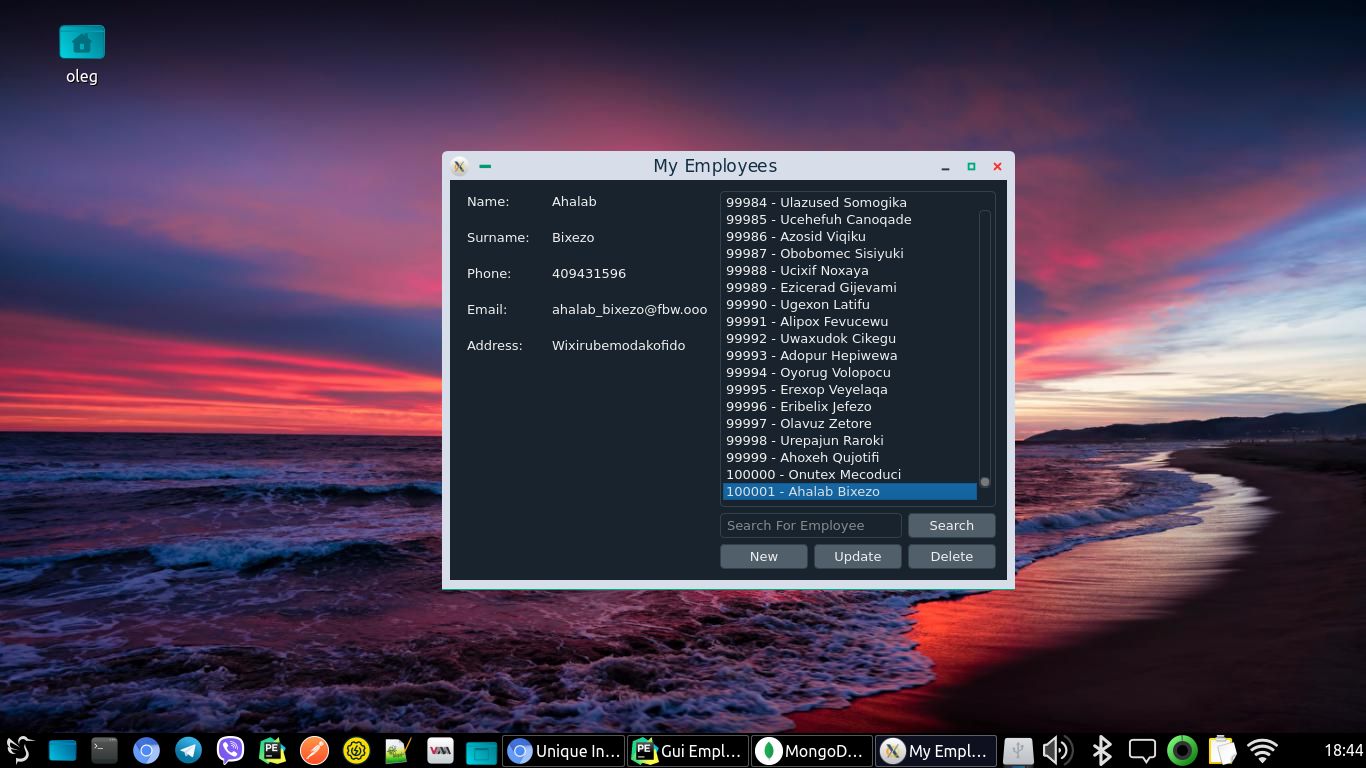 oleg
My Employees
Name: Ahalab
Surname: Bixezo
Phone: 409431596
Email: ahalab_bixezo@fbw.ooo
Address: Wixirubemodakofido
99984 - Ulazused Somogika
99985 - Ucehefuh Canoqade
99986 - Azosid Viqiku
99987 - Obobomec Sisiyuki
99988 - Ucixif Noxaya
99989 - Ezicerad Gijevami
99990 - Ugexon Latifu
99991 - Alipox Fevucewu
99992 - Uwaxudok Cikegu
99993 - Adopur Hepiwewa
99994 - Oyorug Volopocu
99995 - Erexop Veyelaqa
99996 - Eribelix Jefezo
99997 - Olavuz Zetore
99998 - Urepajun Raroki
99999 - Ahoxeh Qujotifi
100000 - Onutex Mecoduci
100001 - Ahalab Bixezo
Search For Employee Search
New Update Delete
PE VMM Unique In... PE Gui Empl... MongoD... My Empl... 18:44